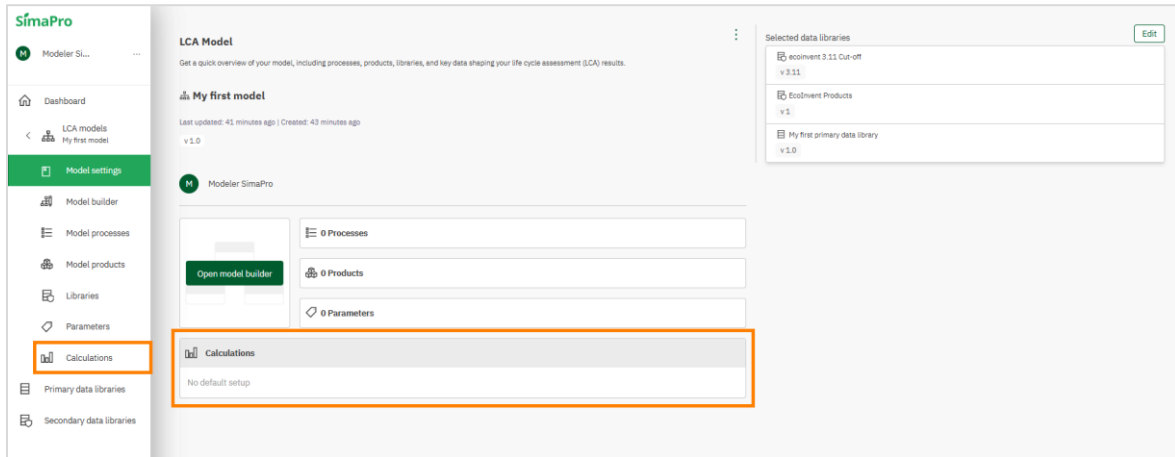 SimaPro
M Modeler Si... ...
Dashboard
LCA models
My first model
Model settings
Model builder
Model processes
Model products
Libraries
Parameters
Calculations
Primary data libraries
Secondary data libraries
LCA Model
Get a quick overview of your model, including processes, products, libraries, and key data shaping your life cycle assessment (LCA) results.
My first model
Last updated: 41 minutes ago | Created: 43 minutes ago
v 1.0
M Modeler SimaPro
Open model builder
0 Processes
0 Products
0 Parameters
Calculations
No default setup
Selected data libraries
Edit
ecoinvent 3.11 Cut-off
v 3.11
EcoInvent Products
v 1
My first primary data library
v 1.0